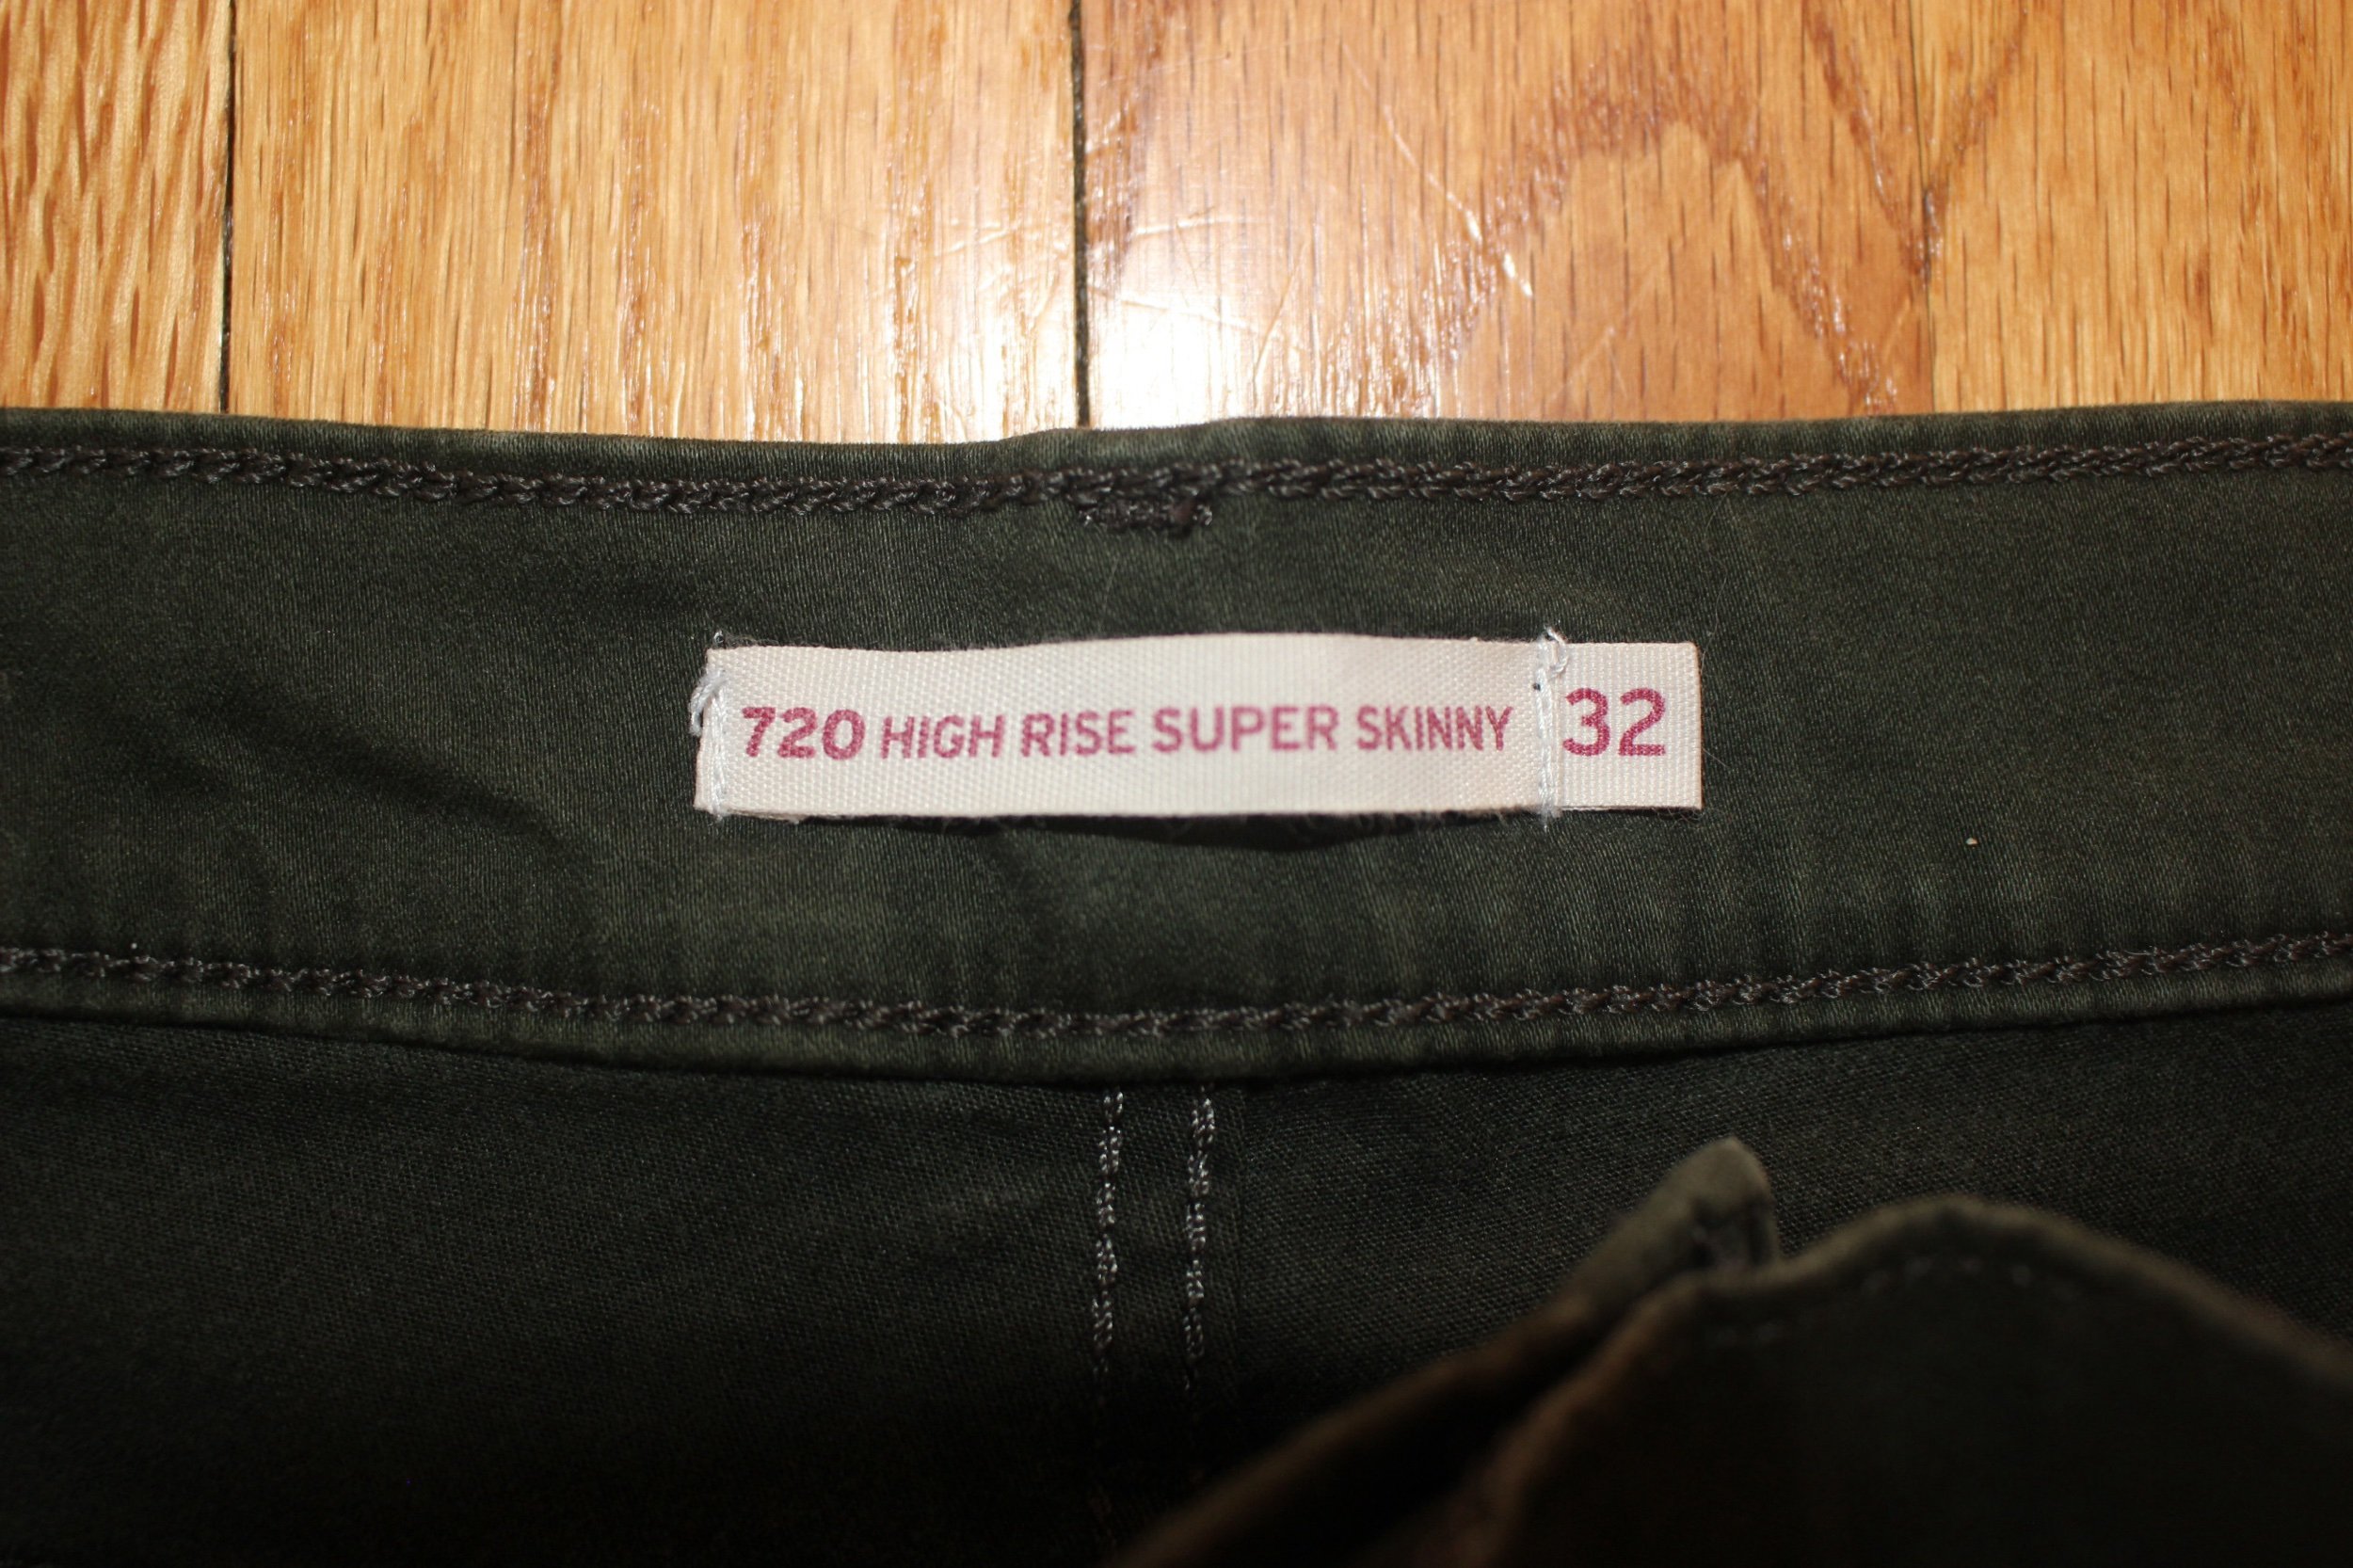 720 HIGH RISE SUPER SKINNY 32